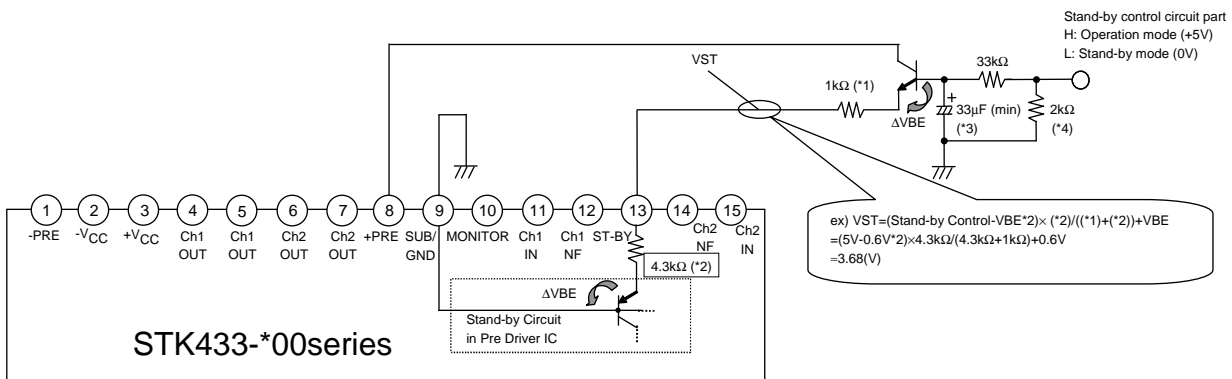 Stand-by control circuit part
H: Operation mode (+5V)
L: Stand-by mode (0V)
VST
1kΩ (*1)
33kΩ
ΔVBE
33μF (min)
(*3)
2kΩ
(*4)
+
1 2 3 4 5 6 7 8 9 10 11 12 13 14 15
-PRE
-VCC
+VCC
Ch1
OUT
Ch1
OUT
Ch2
OUT
Ch2
OUT
+PRE
SUB/
GND
MONITOR
Ch1
IN
Ch1
NF
ST-BY
Ch2
NF
Ch2
IN
4.3kΩ (*2)
ΔVBE
Stand-by Circuit
in Pre Driver IC
STK433-*00series
ex) VST=(Stand-by Control-VBE*2)× (*2)/((*1)+(*2))+VBE
=(5V-0.6V*2)×4.3kΩ/(4.3kΩ+1kΩ)+0.6V
=3.68(V)